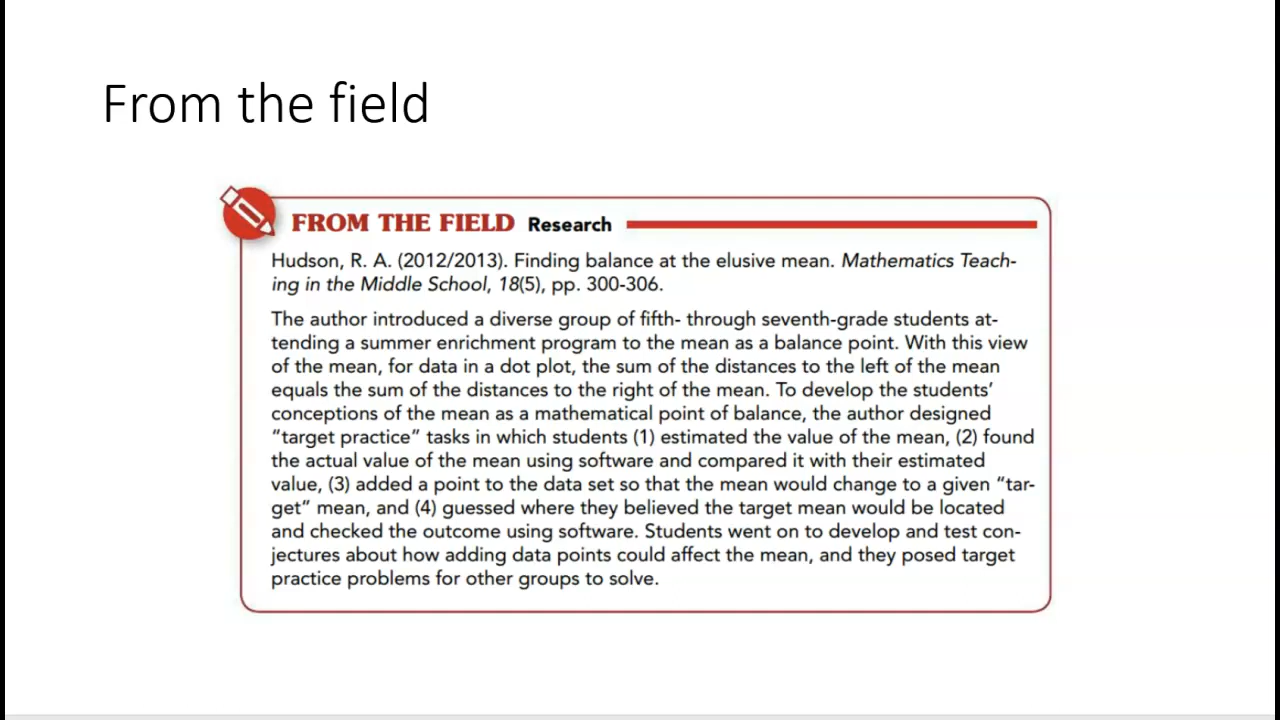 From the field
FROM THE FIELD Research
Hudson, R. A. (2012/2013). Finding balance at the elusive mean. Mathematics Teach-
ing in the Middle School, 18(5), pp. 300-306.
The author introduced a diverse group of fifth- through seventh-grade students at-
tending a summer enrichment program to the mean as a balance point. With this view
of the mean, for data in a dot plot, the sum of the distances to the left of the mean
equals the sum of the distances to the right of the mean. To develop the students'
conceptions of the mean as a mathematical point of balance, the author designed
“target practice” tasks in which students (1) estimated the value of the mean, (2) found
the actual value of the mean using software and compared it with their estimated
value, (3) added a point to the data set so that the mean would change to a given “tar-
get” mean, and (4) guessed where they believed the target mean would be located
and checked the outcome using software. Students went on to develop and test con-
jectures about how adding data points could affect the mean, and they posed target
practice problems for other groups to solve.